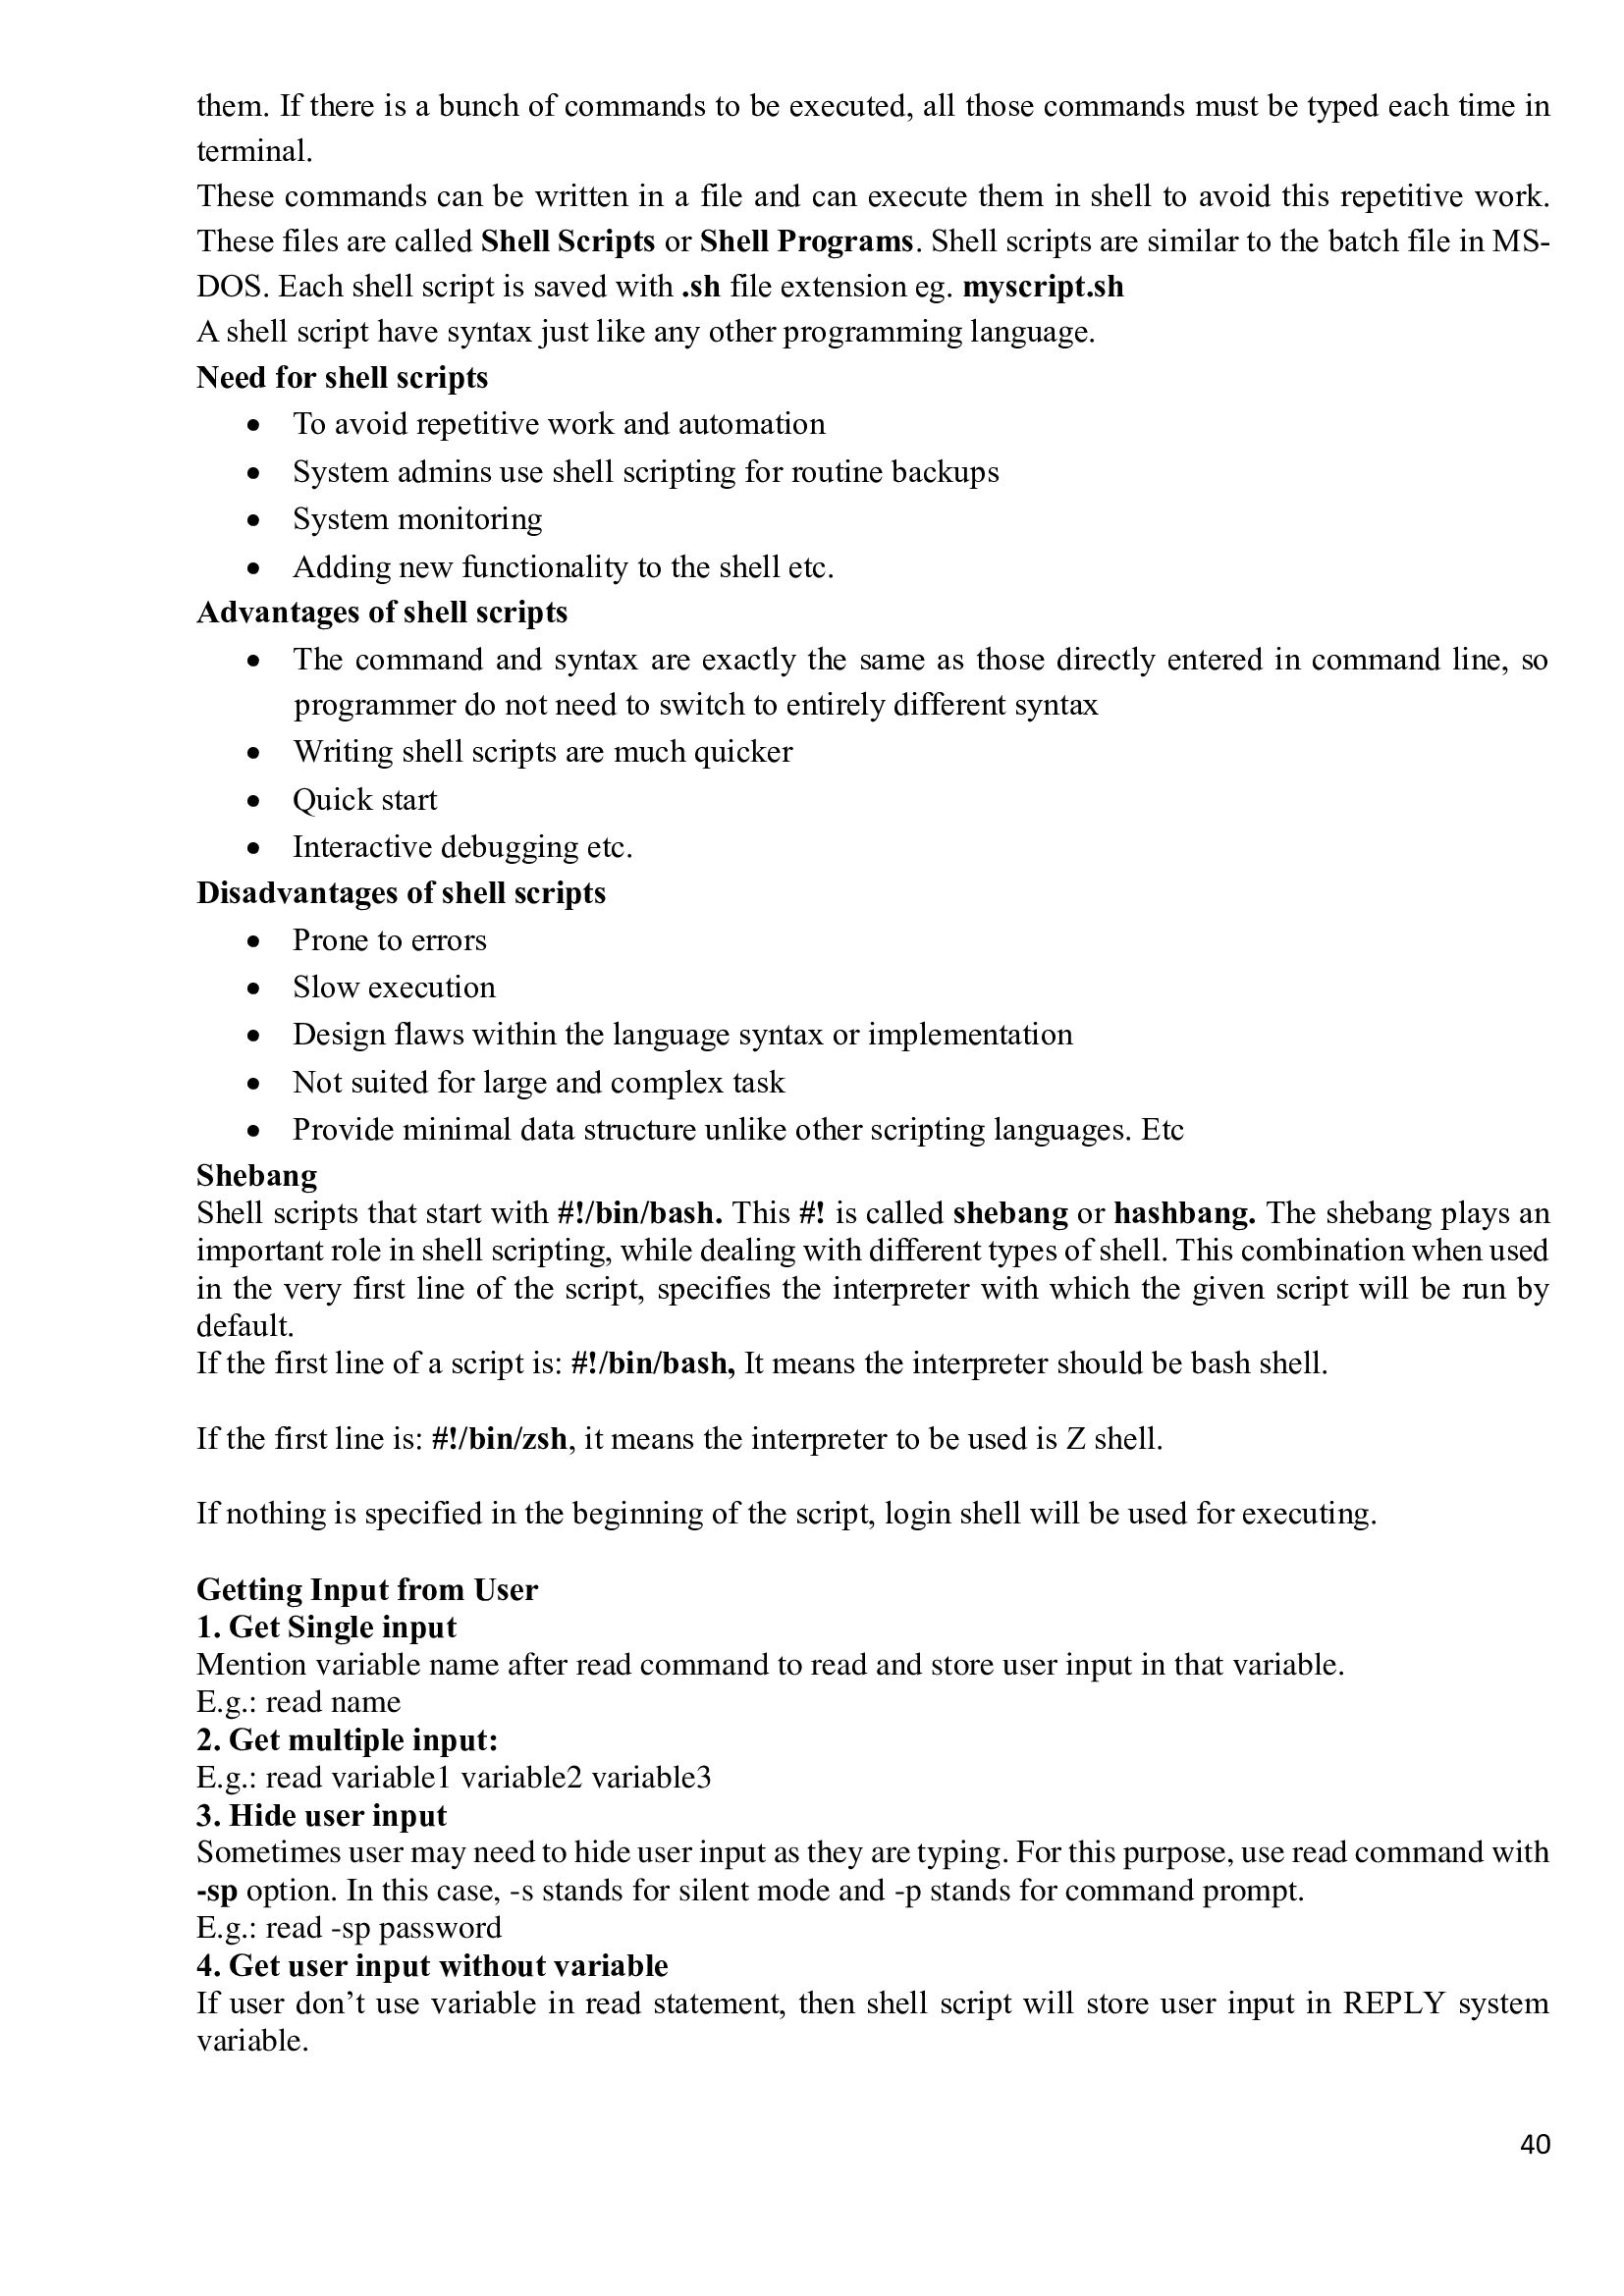 them. If there is a bunch of commands to be executed, all those commands must be typed each time in
terminal.
These commands can be written in a file and can execute them in shell to avoid this repetitive work.
These files are called Shell Scripts or Shell Programs. Shell scripts are similar to the batch file in MS-
DOS. Each shell script is saved with .sh file extension eg. myscript.sh
A shell script have syntax just like any other programming language.
Need for shell scripts
• To avoid repetitive work and automation
• System admins use shell scripting for routine backups
• System monitoring
• Adding new functionality to the shell etc.
Advantages of shell scripts
• The command and syntax are exactly the same as those directly entered in command line, so
programmer do not need to switch to entirely different syntax
• Writing shell scripts are much quicker
• Quick start
• Interactive debugging etc.
Disadvantages of shell scripts
• Prone to errors
• Slow execution
• Design flaws within the language syntax or implementation
• Not suited for large and complex task
• Provide minimal data structure unlike other scripting languages. Etc
Shebang
Shell scripts that start with #!/bin/bash. This #! is called shebang or hashbang. The shebang plays an
important role in shell scripting, while dealing with different types of shell. This combination when used
in the very first line of the script, specifies the interpreter with which the given script will be run by
default.
If the first line of a script is: #!/bin/bash, It means the interpreter should be bash shell.
If the first line is: #!/bin/zsh, it means the interpreter to be used is Z shell.
If nothing is specified in the beginning of the script, login shell will be used for executing.
Getting Input from User
1. Get Single input
Mention variable name after read command to read and store user input in that variable.
E.g.: read name
2. Get multiple input:
E.g.: read variable1 variable2 variable3
3. Hide user input
Sometimes user may need to hide user input as they are typing. For this purpose, use read command with
-sp option. In this case, -s stands for silent mode and -p stands for command prompt.
E.g.: read -sp password
4. Get user input without variable
If user don’t use variable in read statement, then shell script will store user input in REPLY system
variable.
40